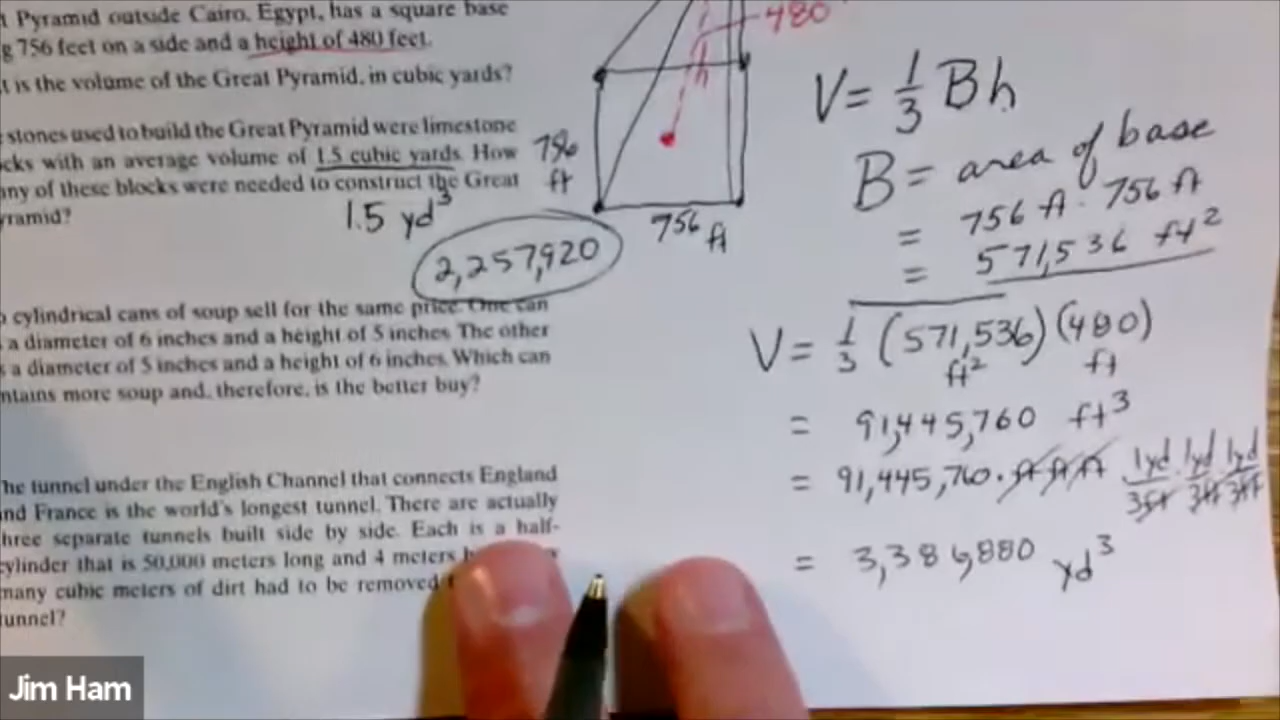 t Pyramid outside Cairo, Egypt, has a square base
g 756 feet on a side and a height of 480 feet.
t is the volume of the Great Pyramid, in cubic yards?
stones used to build the Great Pyramid were limestone
cks with an average volume of 1.5 cubic yards. How
any of these blocks were needed to construct the Great
yramid?
1.5 yd³
2,257,920
480
h
756
ft
756 ft
cylindrical cans of soup sell for the same price. One can
a diameter of 6 inches and a height of 5 inches. The other
s a diameter of 5 inches and a height of 6 inches. Which can
ntains more soup and, therefore, is the better buy?
he tunnel under the English Channel that connects England
nd France is the world's longest tunnel. There are actually
hree separate tunnels built side by side. Each is a half-
ylinder that is 50,000 meters long and 4 meters
many cubic meters of dirt had to be removed
tunnel?
V = 1/3 Bh
B = area of base
= 756 ft · 756 ft
= 571,536 ft²
V = 1/3 (571,536)(480)
ft² ft
= 91,445,760 ft³
= 91,445,760 · ft ft ft 1yd/3ft · 1yd/3ft · 1yd/3ft
= 3,386,880 yd³
Jim Ham